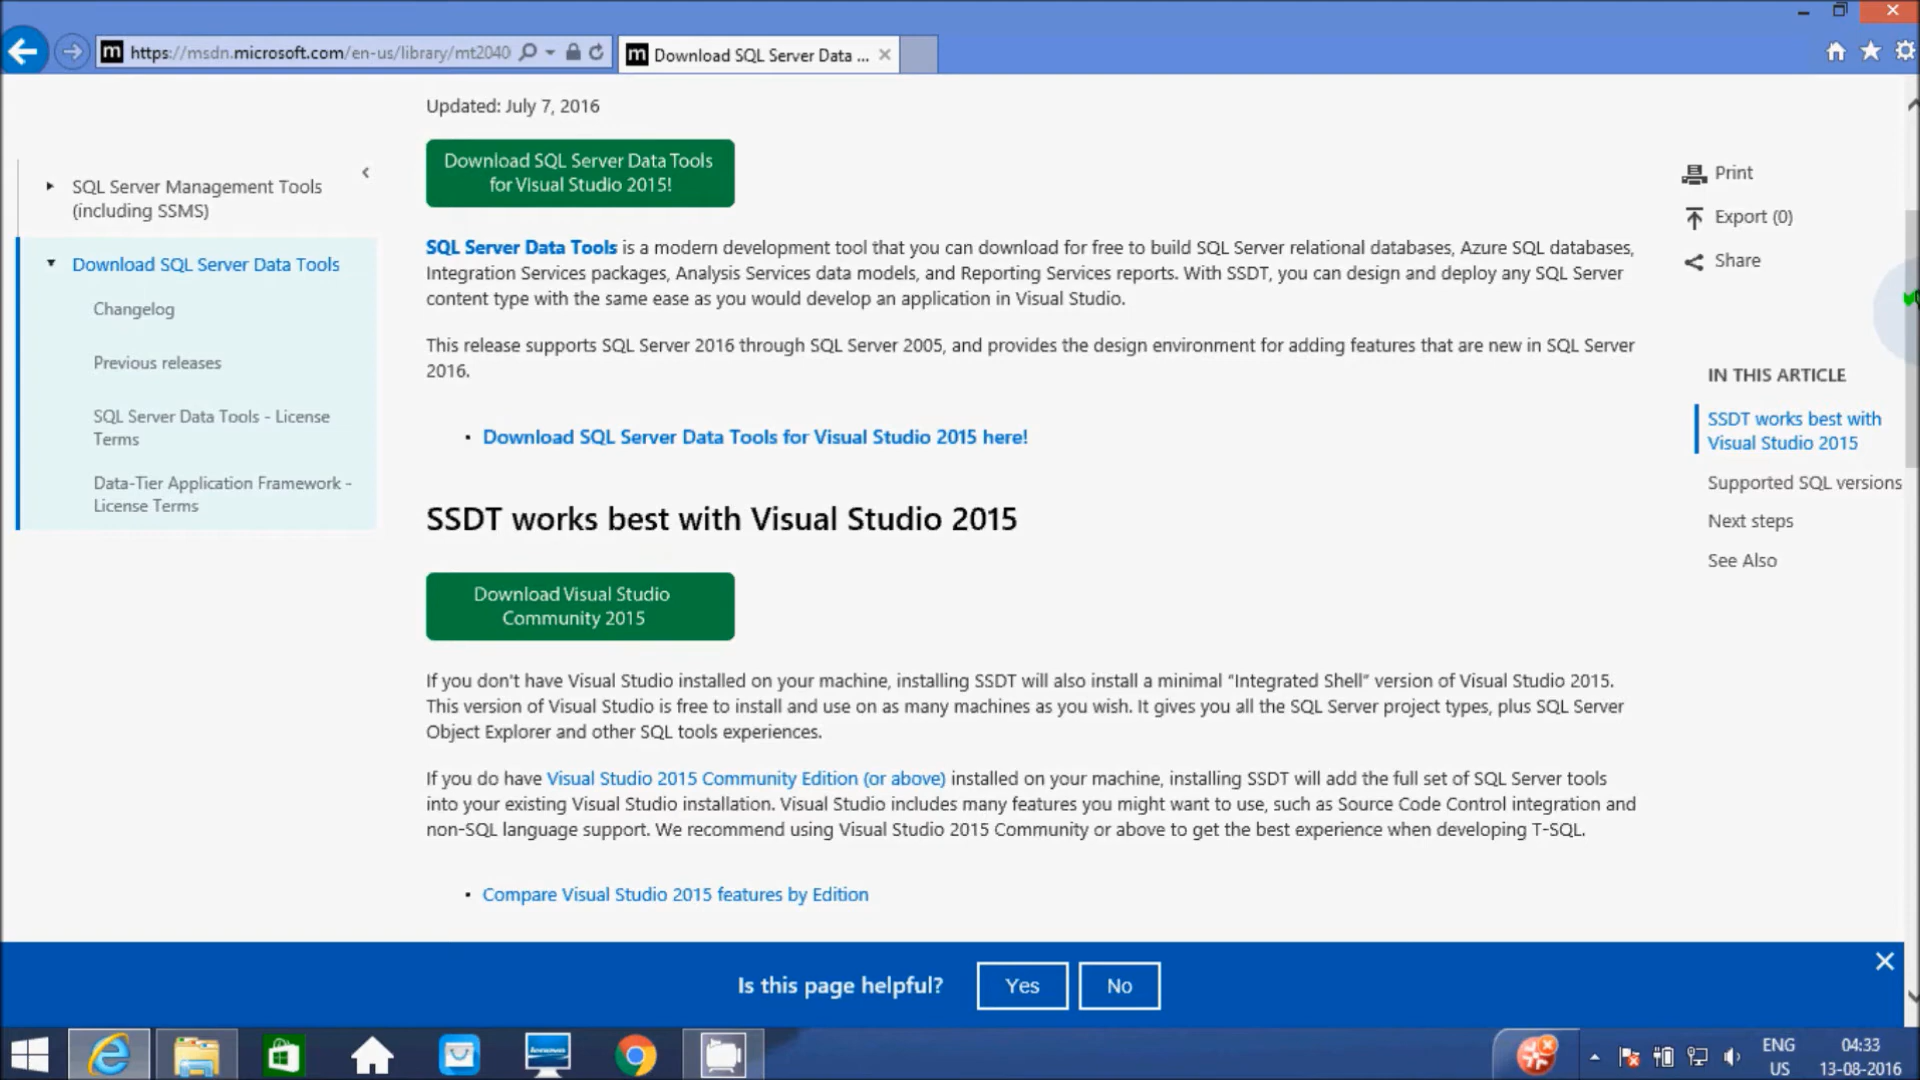 https://msdn.microsoft.com/en-us/library/mt2040
Download SQL Server Data ...
Updated: July 7, 2016
Download SQL Server Data Tools
for Visual Studio 2015!
SQL Server Management Tools
(including SSMS)
Download SQL Server Data Tools
Changelog
Previous releases
SQL Server Data Tools - License
Terms
Data-Tier Application Framework -
License Terms
SQL Server Data Tools is a modern development tool that you can download for free to build SQL Server relational databases, Azure SQL databases,
Integration Services packages, Analysis Services data models, and Reporting Services reports. With SSDT, you can design and deploy any SQL Server
content type with the same ease as you would develop an application in Visual Studio.
This release supports SQL Server 2016 through SQL Server 2005, and provides the design environment for adding features that are new in SQL Server
2016.
• Download SQL Server Data Tools for Visual Studio 2015 here!
SSDT works best with Visual Studio 2015
Download Visual Studio
Community 2015
If you don't have Visual Studio installed on your machine, installing SSDT will also install a minimal “Integrated Shell” version of Visual Studio 2015.
This version of Visual Studio is free to install and use on as many machines as you wish. It gives you all the SQL Server project types, plus SQL Server
Object Explorer and other SQL tools experiences.
If you do have Visual Studio 2015 Community Edition (or above) installed on your machine, installing SSDT will add the full set of SQL Server tools
into your existing Visual Studio installation. Visual Studio includes many features you might want to use, such as Source Code Control integration and
non-SQL language support. We recommend using Visual Studio 2015 Community or above to get the best experience when developing T-SQL.
• Compare Visual Studio 2015 features by Edition
Print
Export (0)
Share
IN THIS ARTICLE
SSDT works best with
Visual Studio 2015
Supported SQL versions
Next steps
See Also
Is this page helpful?
Yes
No
ENG
US
04:33
13-08-2016